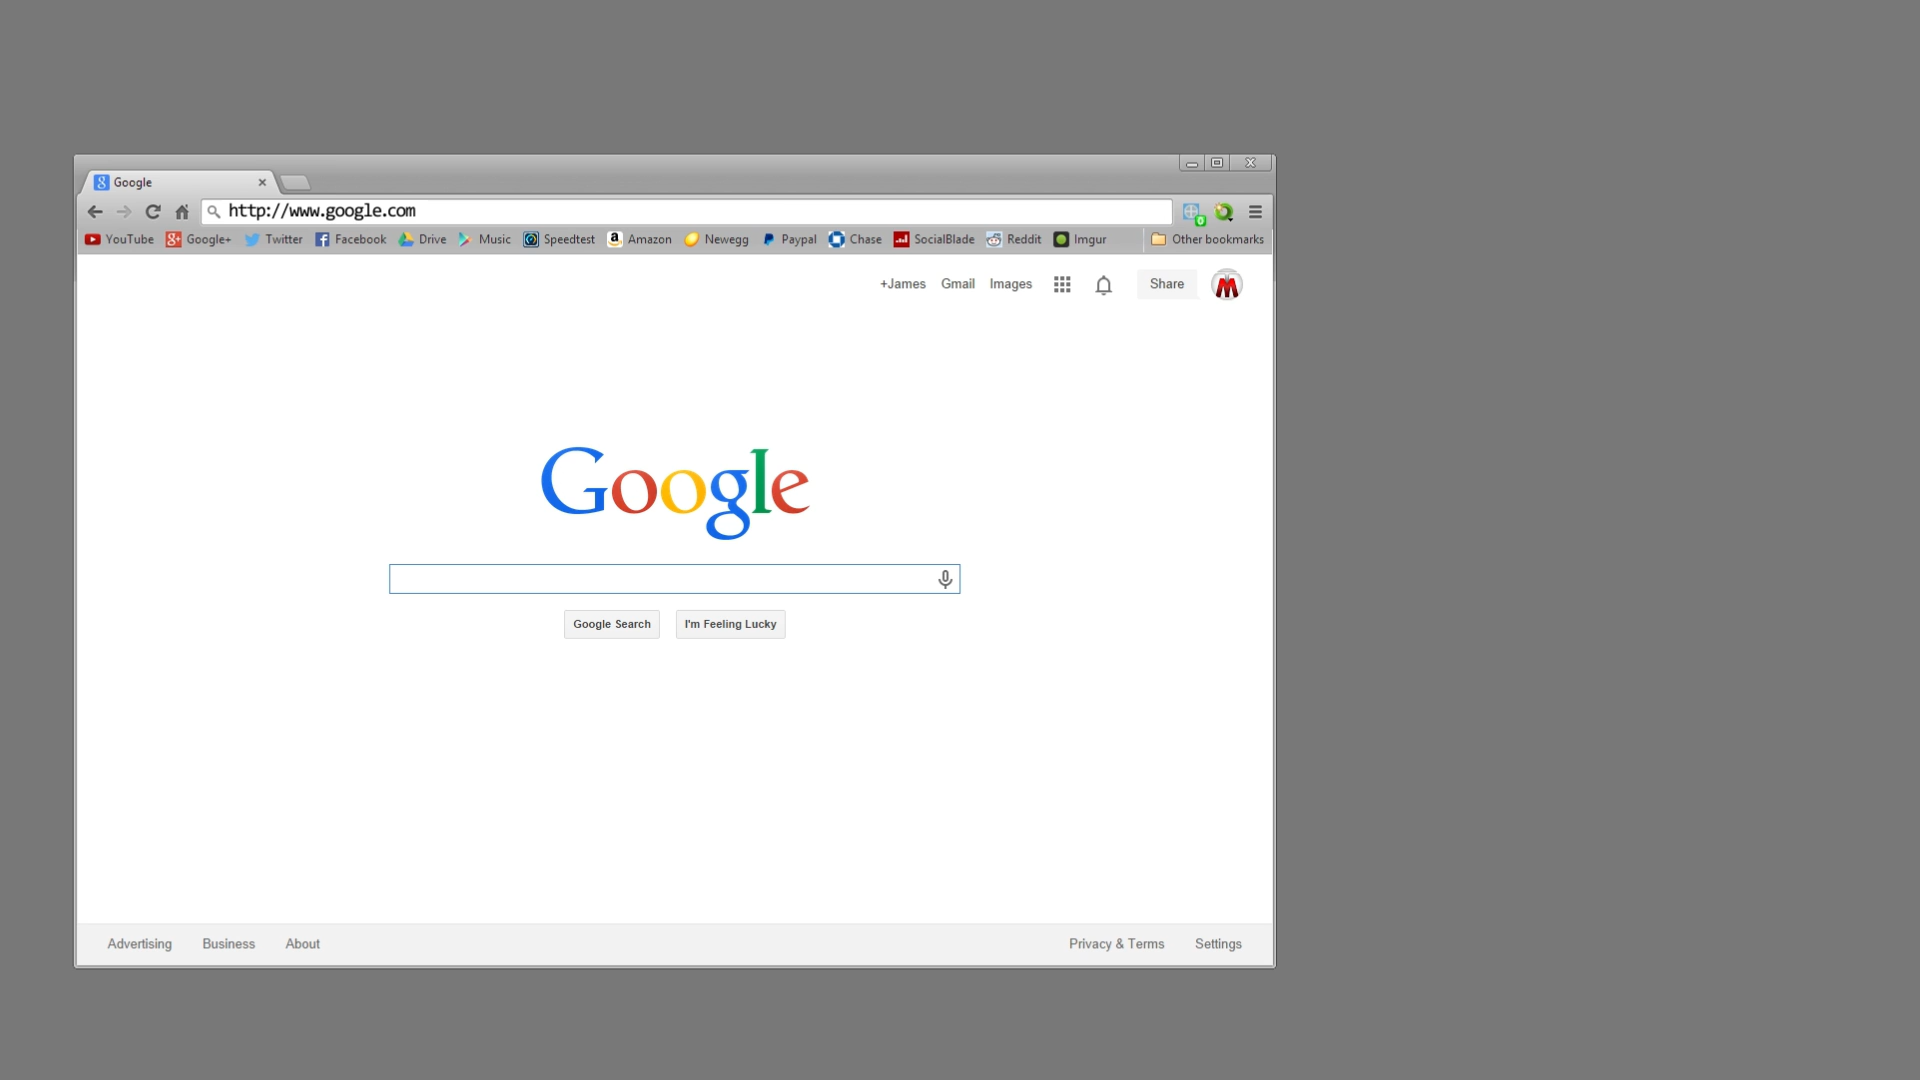 Google
http://www.google.com
YouTube Google+ Twitter Facebook Drive Music Speedtest Amazon Newegg Paypal Chase SocialBlade Reddit Imgur Other bookmarks
+James Gmail Images Share
Google
Google Search I'm Feeling Lucky
Advertising Business About Privacy & Terms Settings